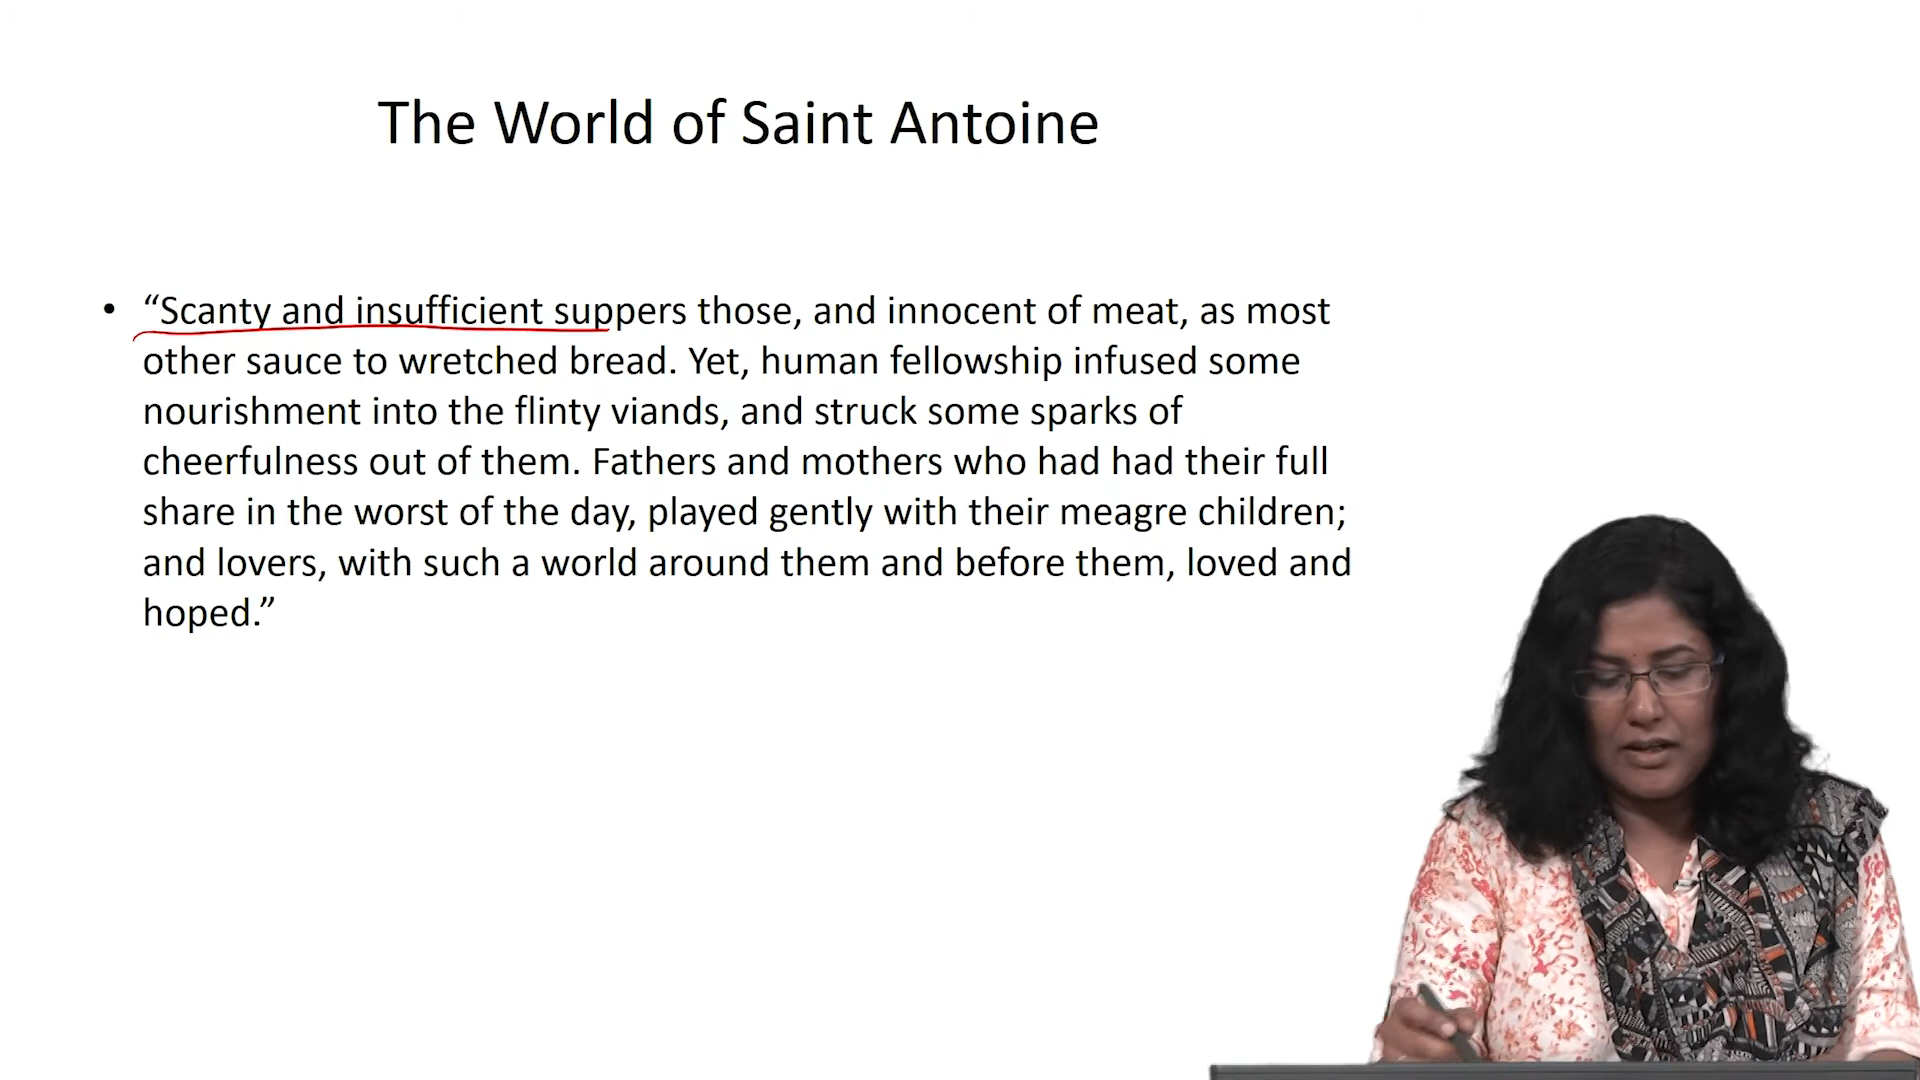 The World of Saint Antoine
• “Scanty and insufficient suppers those, and innocent of meat, as most
other sauce to wretched bread. Yet, human fellowship infused some
nourishment into the flinty viands, and struck some sparks of
cheerfulness out of them. Fathers and mothers who had had their full
share in the worst of the day, played gently with their meagre children;
and lovers, with such a world around them and before them, loved and
hoped.”